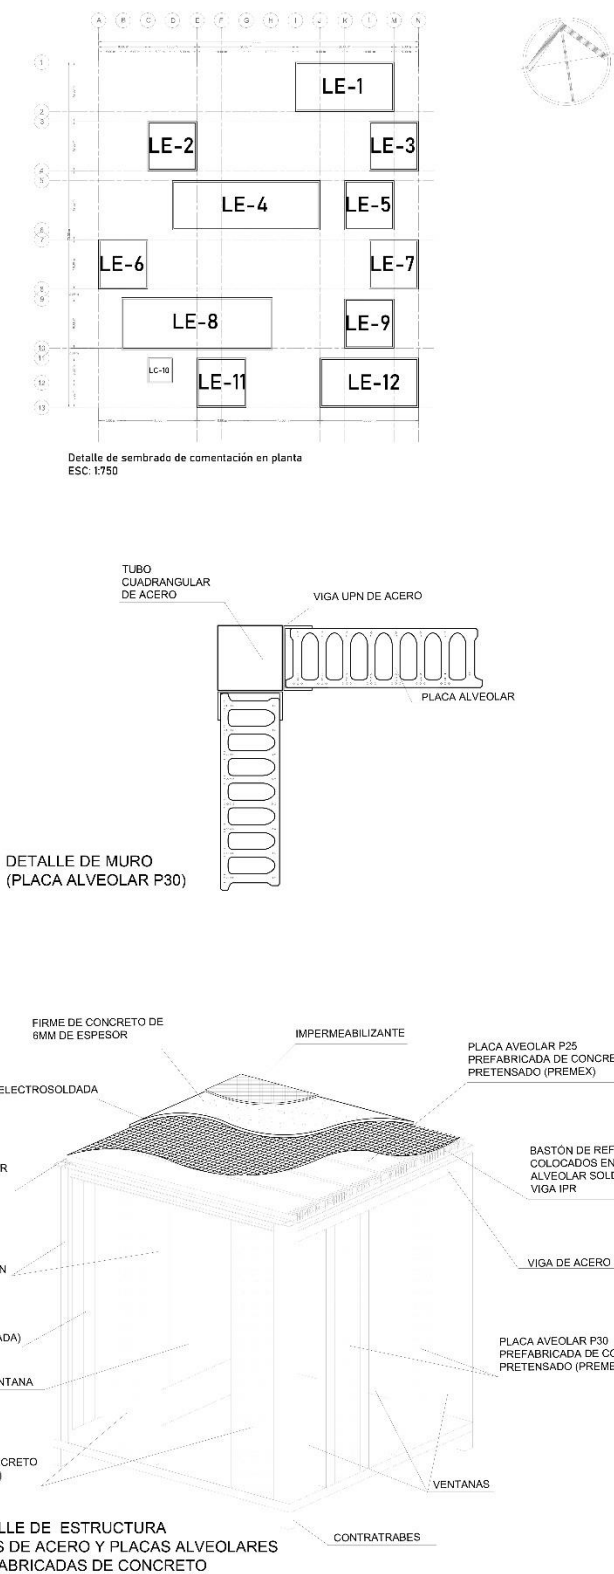 A B C D E F G H I J K L M N
1
LE-1
2
3
LE-2
LE-3
LE-4
LE-5
6
7
LE-6
LE-7
8
9
LE-8
LE-9
10
11
LC-10
LE-11
LE-12
12
13
Detalle de sembrado de comentación en planta
ESC: 1:750
TUBO
CUADRANGULAR
DE ACERO
VIGA UPN DE ACERO
PLACA ALVEOLAR
DETALLE DE MURO
(PLACA ALVEOLAR P30)
FIRME DE CONCRETO DE
6MM DE ESPESOR
IMPERMEABILIZANTE
PLACA AVEOLAR P25
PREFABRICADA DE CONCRE
PRETENSADO (PREMEX)
ELECTROSOLDADA
R
BASTÓN DE REF
COLOCADOS EN
ALVEOLAR SOLD
VIGA IPR
N
VIGA DE ACERO
ADA)
PLACA AVEOLAR P30
PREFABRICADA DE CO
PRETENSADO (PREME
NTANA
CRETO
)
VENTANAS
LLE DE ESTRUCTURA
S DE ACERO Y PLACAS ALVEOLARES
FABRICADAS DE CONCRETO
CONTRATRABES